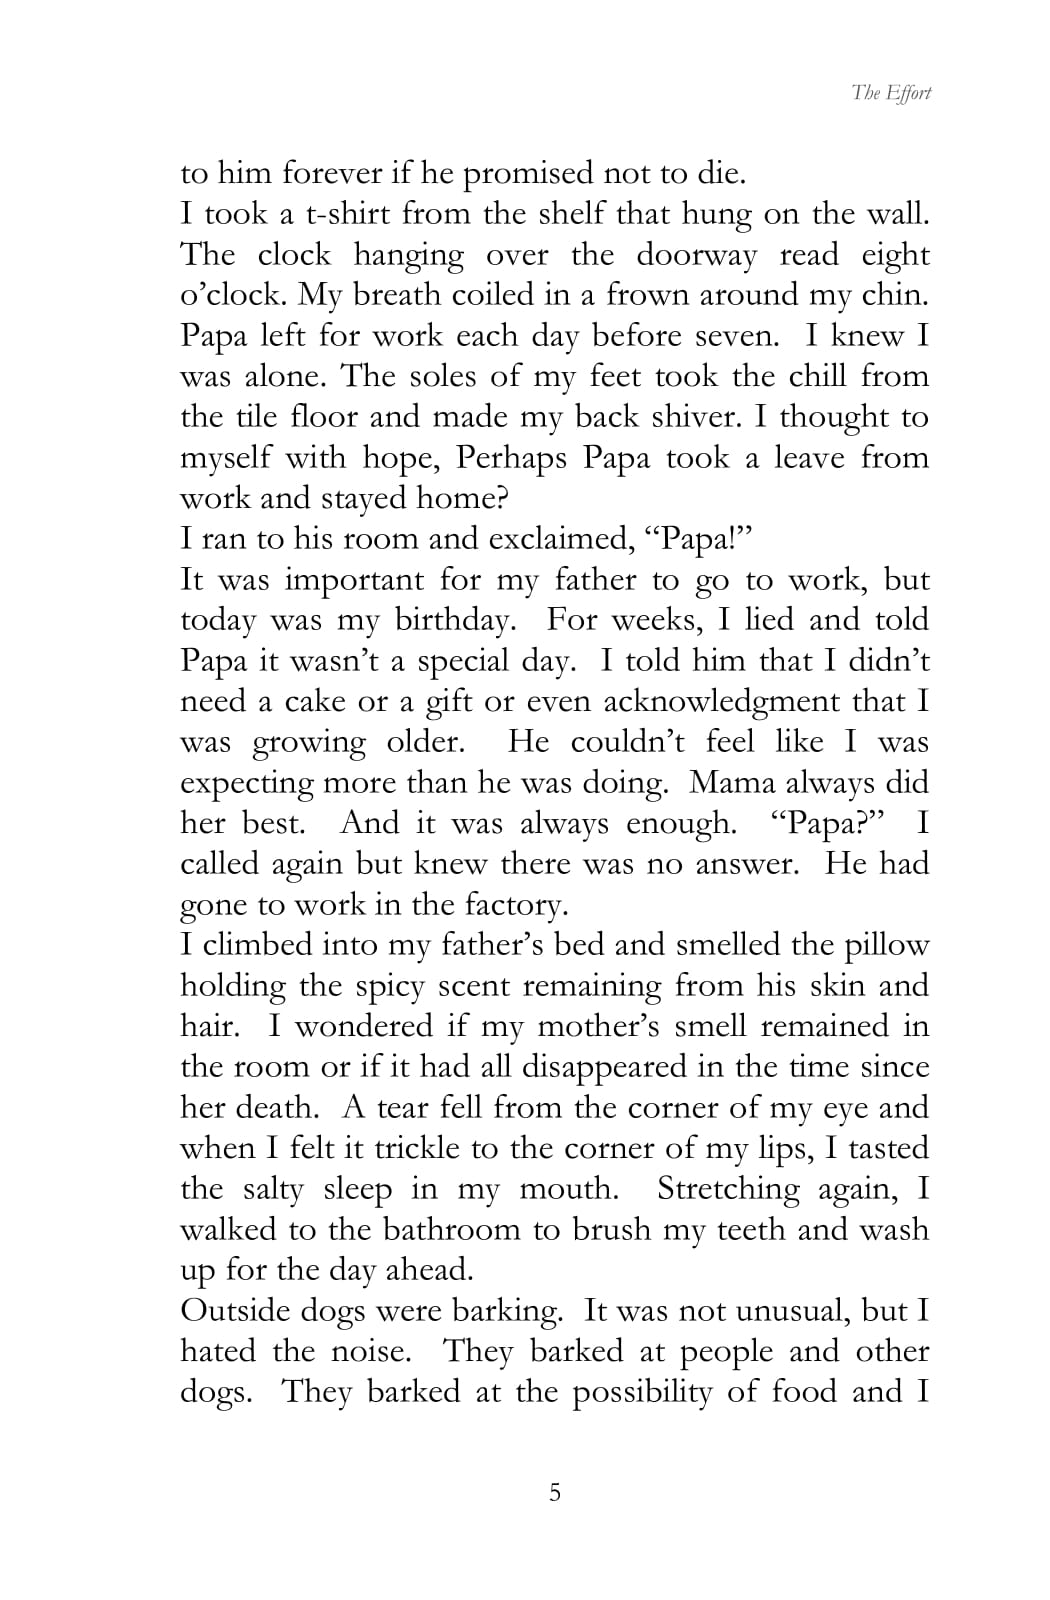 The Effort
to him forever if he promised not to die.
I took a t-shirt from the shelf that hung on the wall.
The clock hanging over the doorway read eight
o’clock. My breath coiled in a frown around my chin.
Papa left for work each day before seven.  I knew I
was alone. The soles of my feet took the chill from
the tile floor and made my back shiver. I thought to
myself with hope, Perhaps Papa took a leave from
work and stayed home?
I ran to his room and exclaimed, “Papa!”
It was important for my father to go to work, but
today was my birthday.  For weeks, I lied and told
Papa it wasn’t a special day.  I told him that I didn’t
need a cake or a gift or even acknowledgment that I
was growing older.  He couldn’t feel like I was
expecting more than he was doing.  Mama always did
her best.  And it was always enough.  “Papa?”  I
called again but knew there was no answer.  He had
gone to work in the factory.
I climbed into my father’s bed and smelled the pillow
holding the spicy scent remaining from his skin and
hair.  I wondered if my mother’s smell remained in
the room or if it had all disappeared in the time since
her death.  A tear fell from the corner of my eye and
when I felt it trickle to the corner of my lips, I tasted
the salty sleep in my mouth.  Stretching again, I
walked to the bathroom to brush my teeth and wash
up for the day ahead.
Outside dogs were barking.  It was not unusual, but I
hated the noise.  They barked at people and other
dogs.  They barked at the possibility of food and I
5